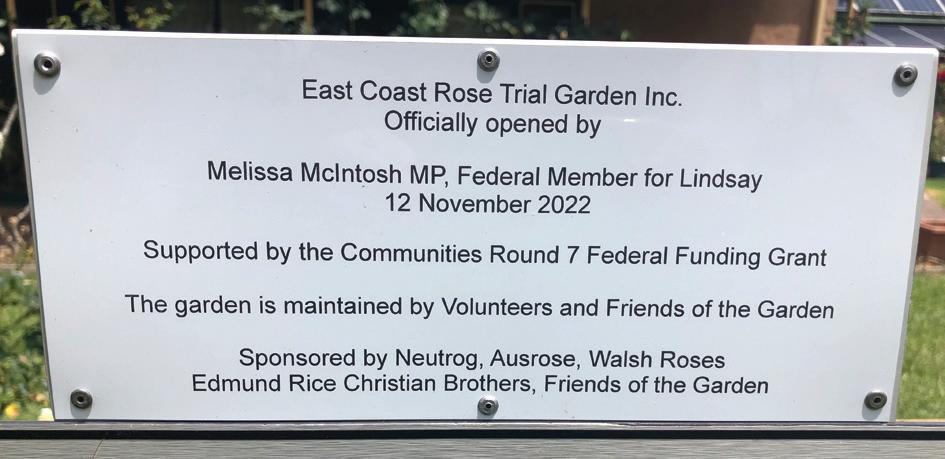 East Coast Rose Trial Garden Inc.
Officially opened by
Melissa McIntosh MP, Federal Member for Lindsay
12 November 2022
Supported by the Communities Round 7 Federal Funding Grant
The garden is maintained by Volunteers and Friends of the Garden
Sponsored by Neutrog, Ausrose, Walsh Roses
Edmund Rice Christian Brothers, Friends of the Garden